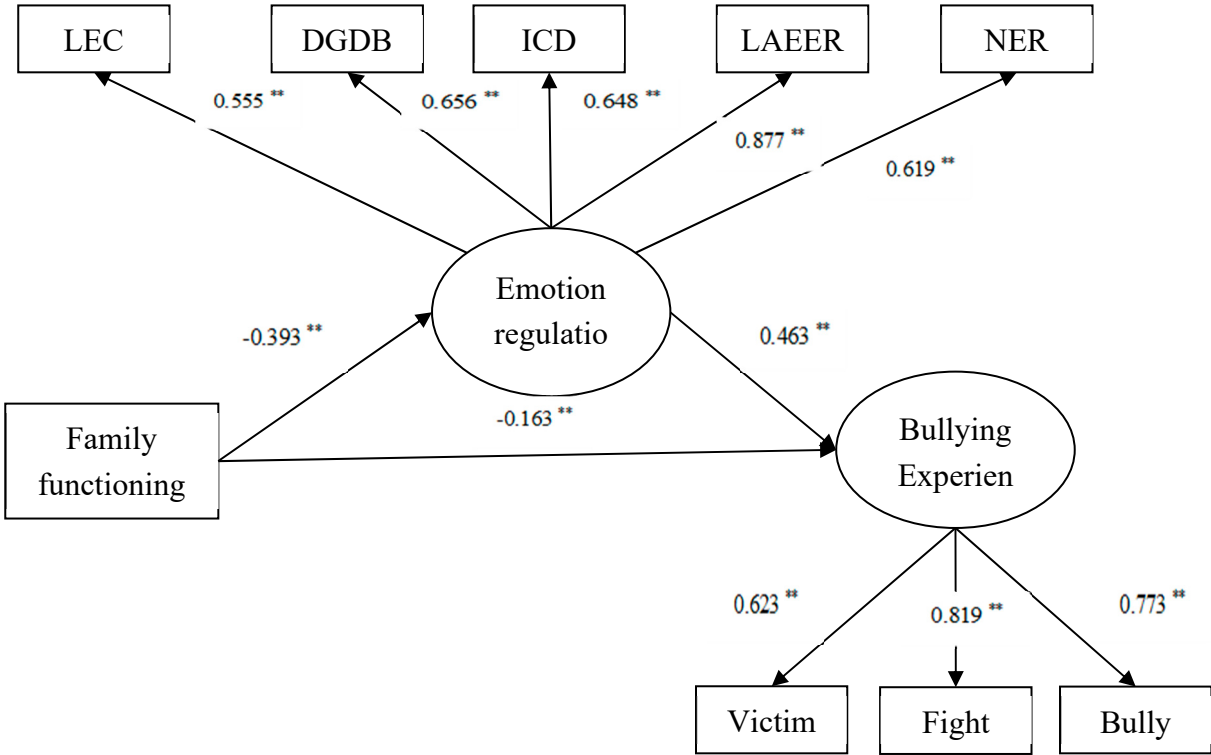 LEC
DGDB
ICD
LAEER
NER
0.555 **
0.656 **
0.648 **
0.877 **
0.619 **
Emotion
regulatio
-0.393 **
0.463 **
-0.163 **
Family
functioning
Bullying
Experien
0.623 **
0.819 **
0.773 **
Victim
Fight
Bully